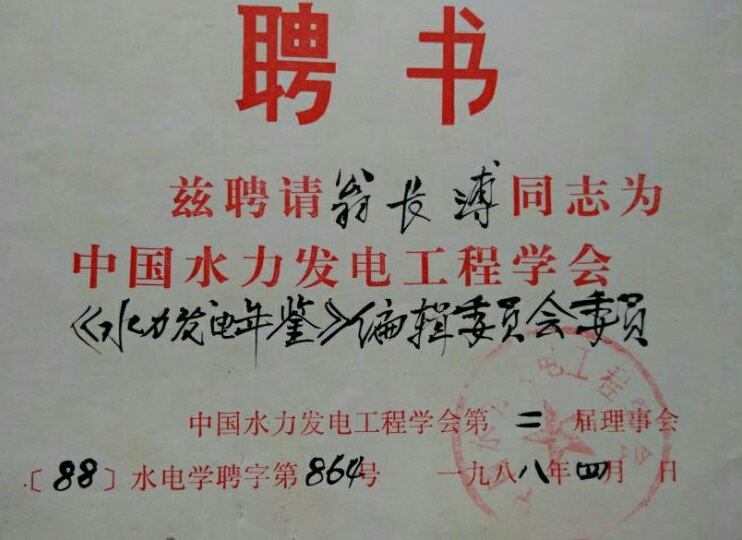 聘书
兹聘请翁长溥同志为
中国水力发电工程学会
《水力发电年鉴》编辑委员会委员
中国水力发电工程学会第二届理事会
〔88〕水电学聘字第864号 一九八八年四月 日